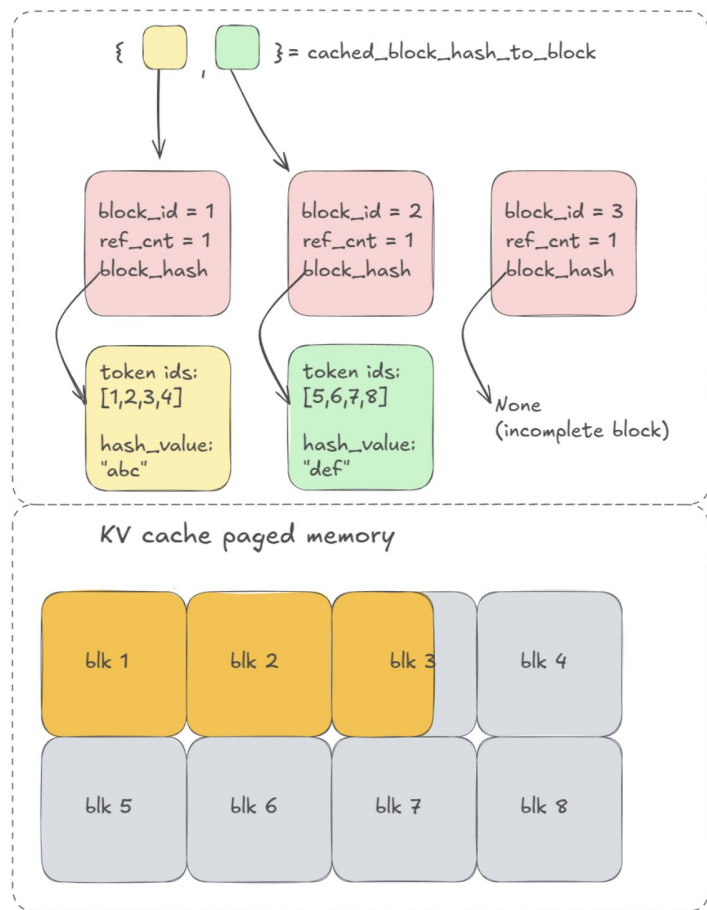 { , } = cached_block_hash_to_block
block_id = 1
ref_cnt = 1
block_hash
block_id = 2
ref_cnt = 1
block_hash
block_id = 3
ref_cnt = 1
block_hash
token ids:
[1,2,3,4]
hash_value:
"abc"
token ids:
[5,6,7,8]
hash_value:
"def"
None
(incomplete block)
KV cache paged memory
blk 1
blk 2
blk 3
blk 4
blk 5
blk 6
blk 7
blk 8